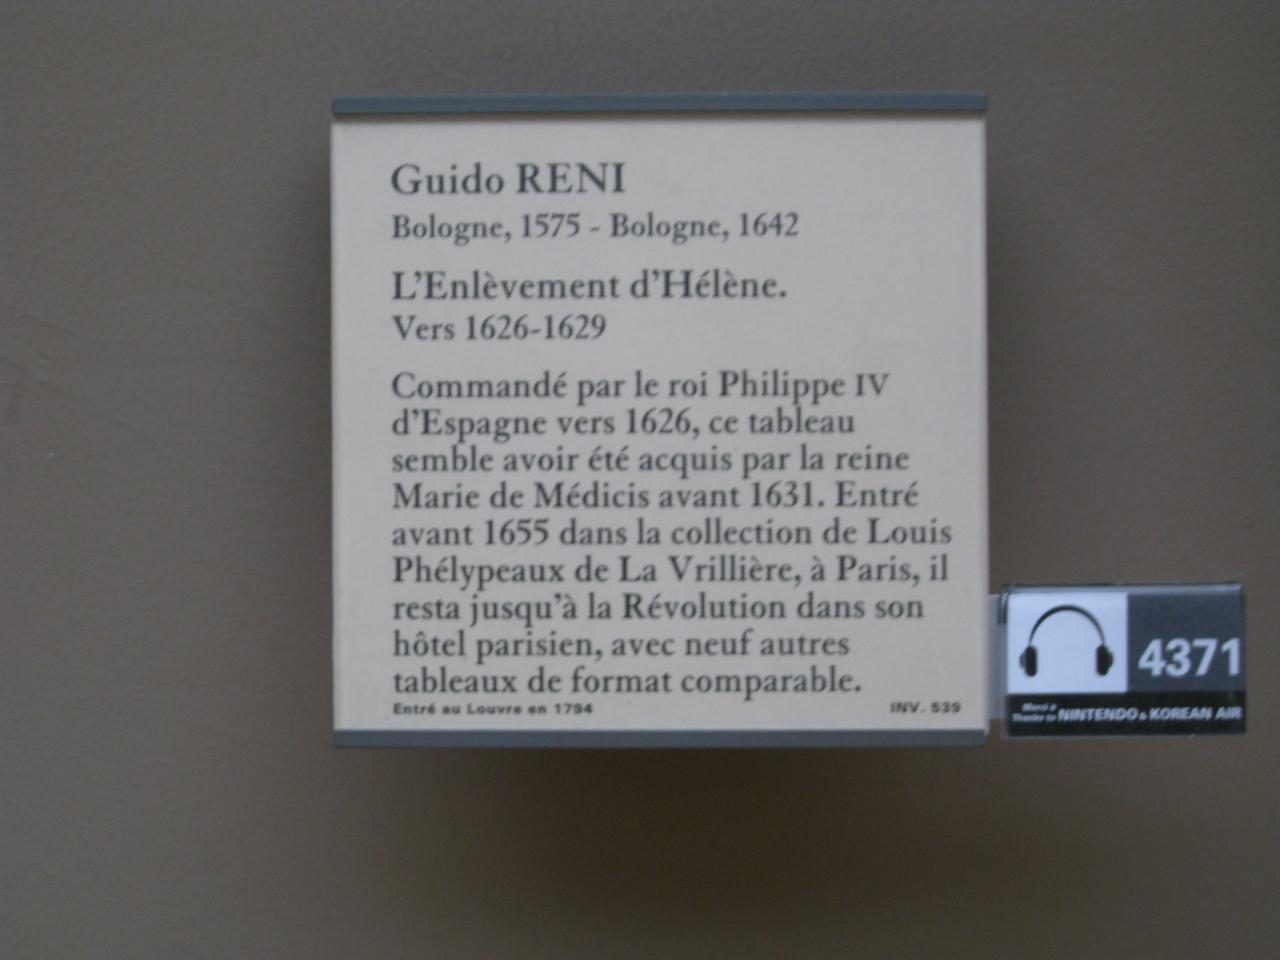 Guido RENI
Bologne, 1575 - Bologne, 1642
L'Enlèvement d'Hélène.
Vers 1626-1629
Commandé par le roi Philippe IV
d'Espagne vers 1626, ce tableau
semble avoir été acquis par la reine
Marie de Médicis avant 1631. Entré
avant 1655 dans la collection de Louis
Phélypeaux de La Vrillière, à Paris, il
resta jusqu'à la Révolution dans son
hôtel parisien, avec neuf autres
tableaux de format comparable.
Entré au Louvre en 1794 INV. 539
4371
Merci à
Thanks to NINTENDO & KOREAN AIR